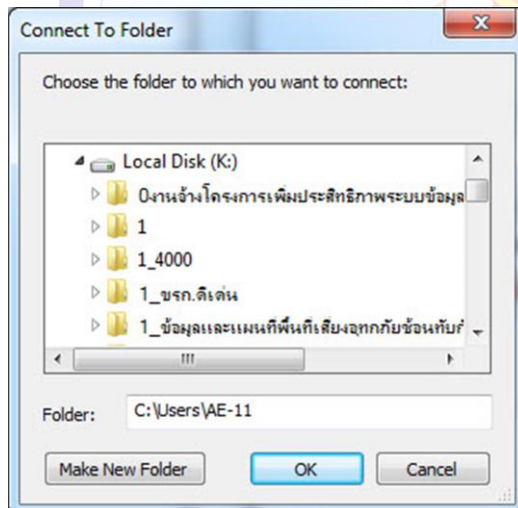 Connect To Folder
Choose the folder to which you want to connect:
Local Disk (K:)
0งานจ้างโครงการเพิ่มประสิทธิภาพระบบข้อมูล
1
1_4000
1_ขรก.ดีเด่น
1_ข้อมูลและแผนที่พื้นที่เสี่ยงอุทกภัยซ้อนทับกั
Folder:
C:\Users\AE-11
Make New Folder
OK
Cancel